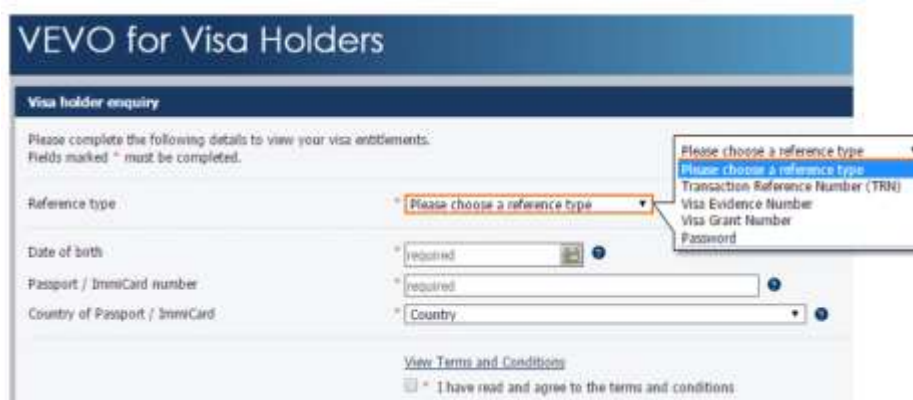 VEVO for Visa Holders
Visa holder enquiry
Please complete the following details to view your visa entitlements.
Fields marked * must be completed.
Reference type
* Please choose a reference type
Please choose a reference type
Please choose a reference type
Transaction Reference Number (TRN)
Visa Evidence Number
Visa Grant Number
Password
Date of birth
* required
Passport / ImmiCard number
* required
Country of Passport / ImmiCard
* Country
View Terms and Conditions
* I have read and agree to the terms and conditions